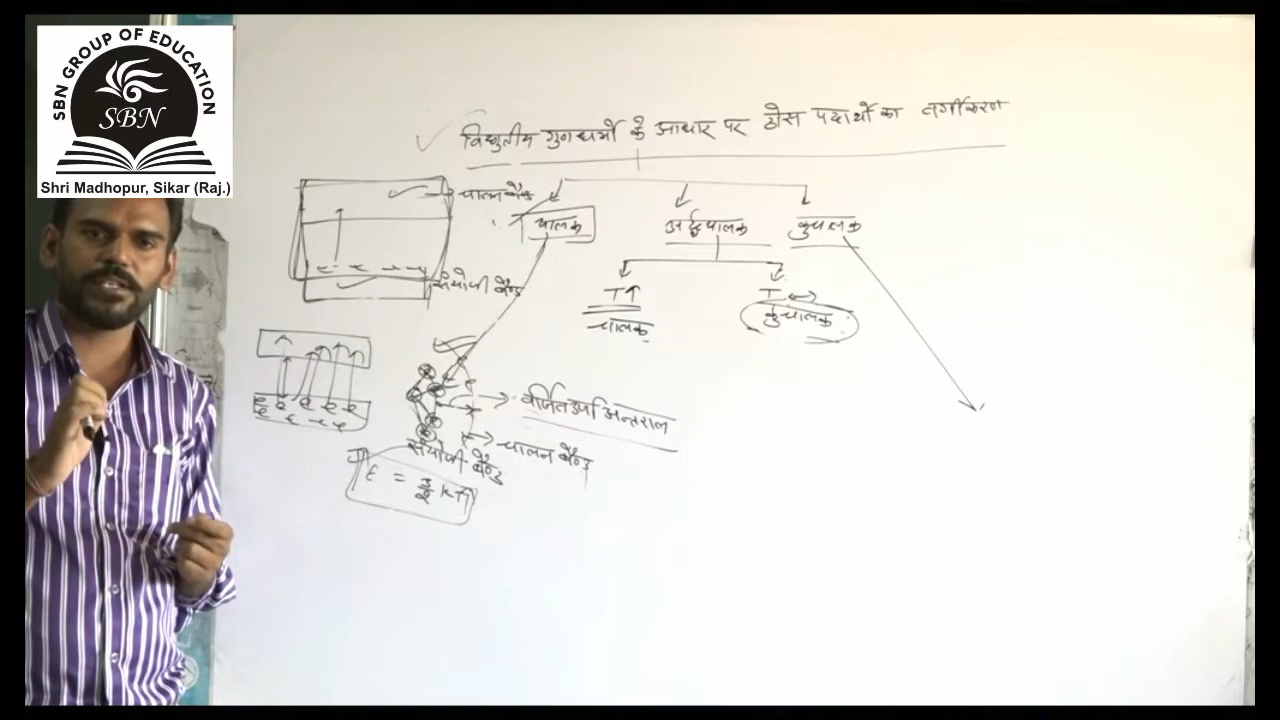 SBN GROUP OF EDUCATION
SBN
Shri Madhopur, Sikar (Raj.)
विद्युतीय गुणधर्मों के आधार पर ठोस पदार्थों का वर्गीकरण
चालन बैंड
चालक
अर्द्धचालक
कुचालक
संयोजी बैण्ड
T↑
चालक
T
कुचालक
वर्जित ऊर्जा अन्तराल
चालन बैण्ड
संयोजी बैण्ड
E = 3/2 KT